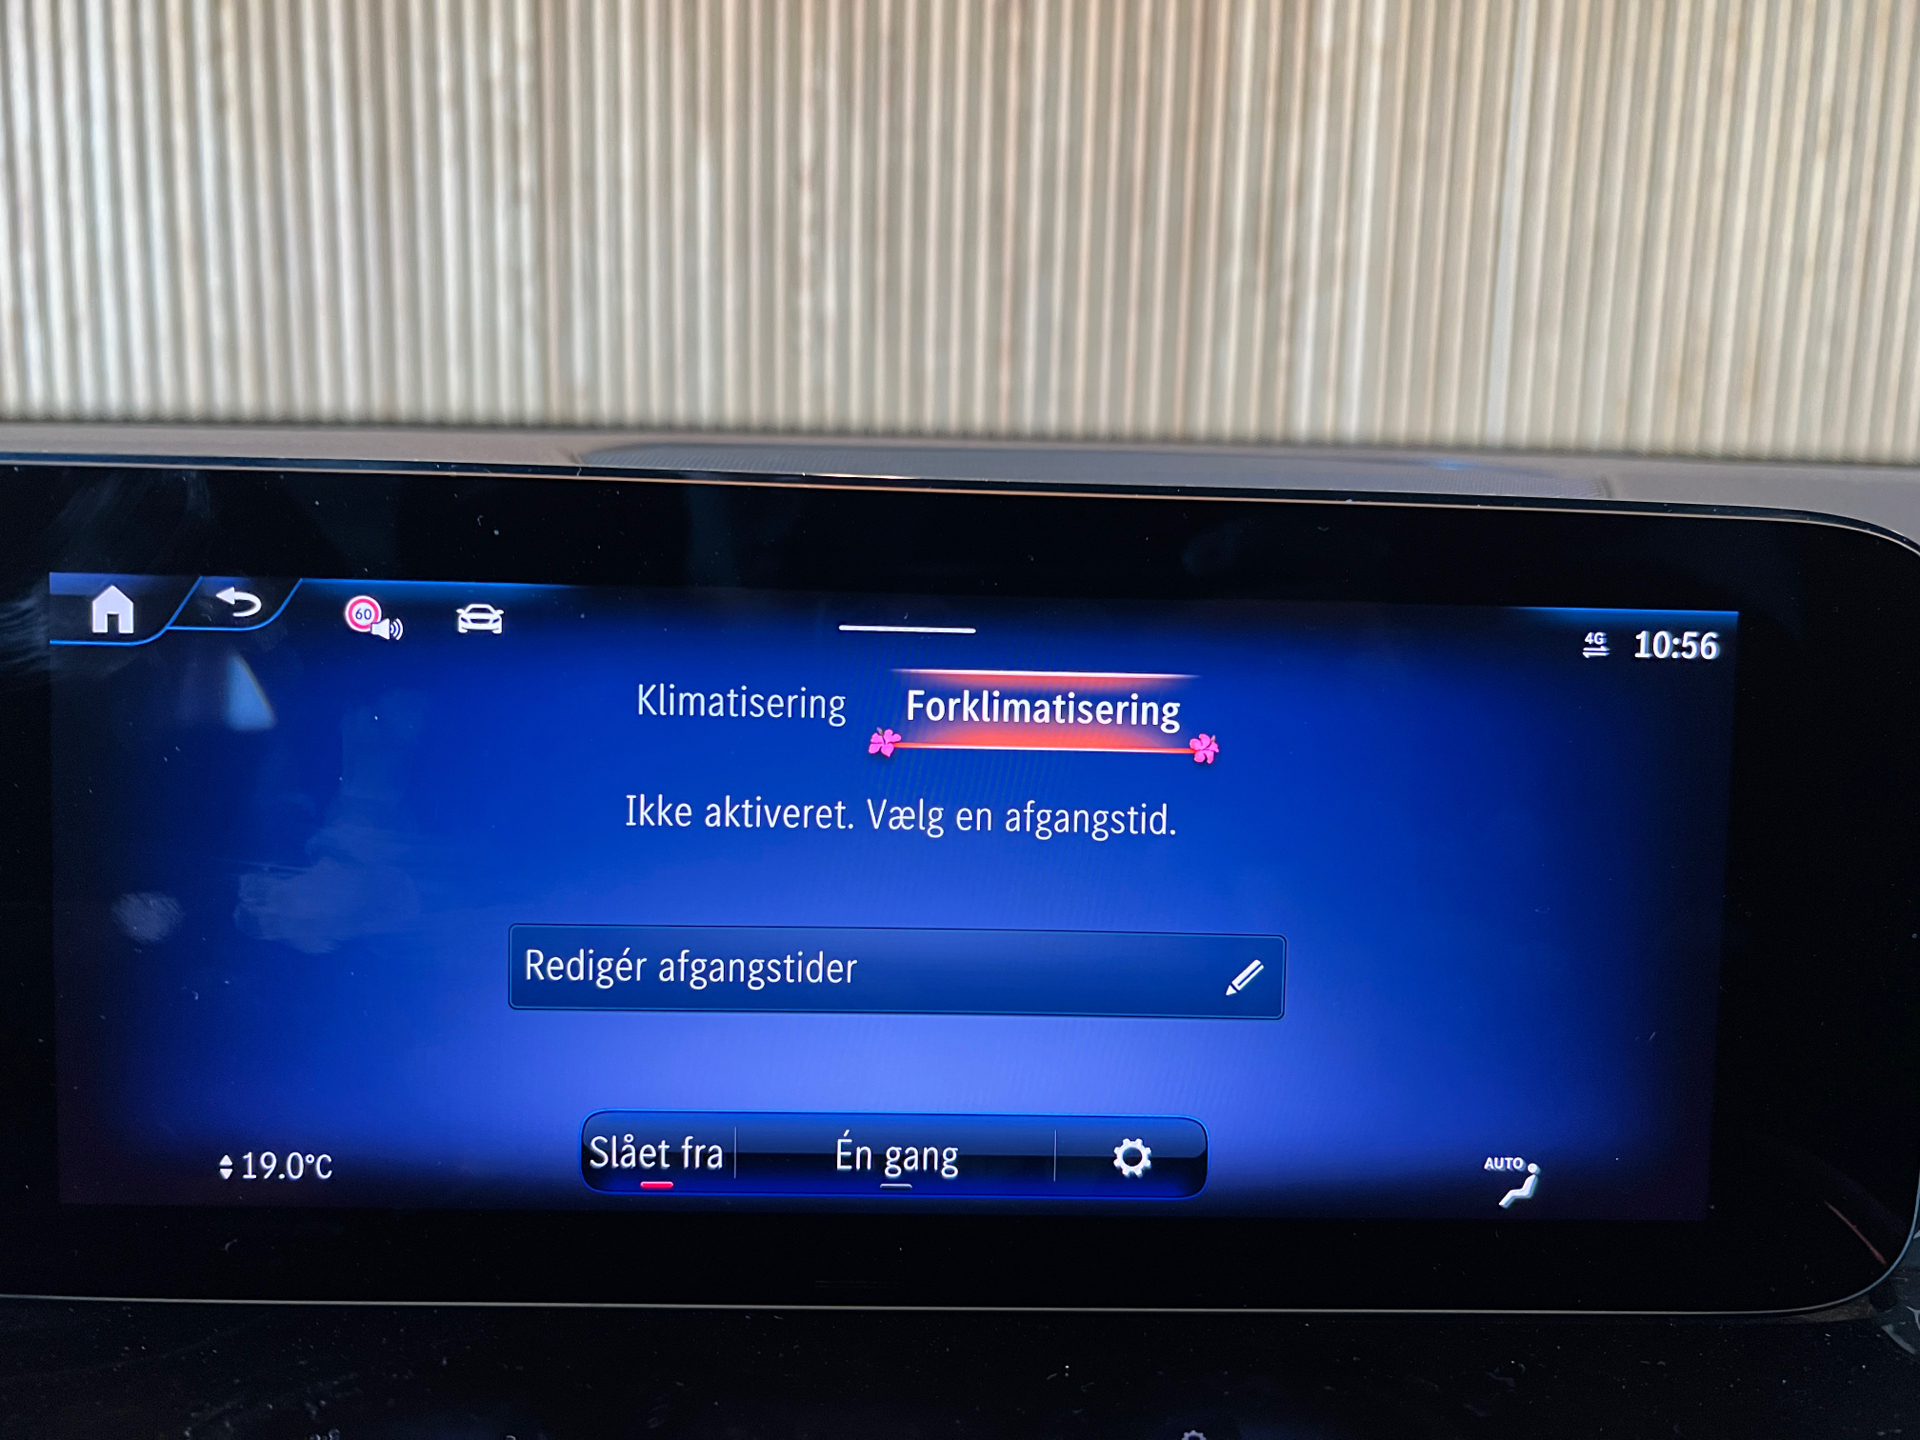 60
4G
10:56
Klimatisering
Forklimatisering
Ikke aktiveret. Vælg en afgangstid.
Redigér afgangstider
19.0°C
Slået fra
Én gang
AUTO